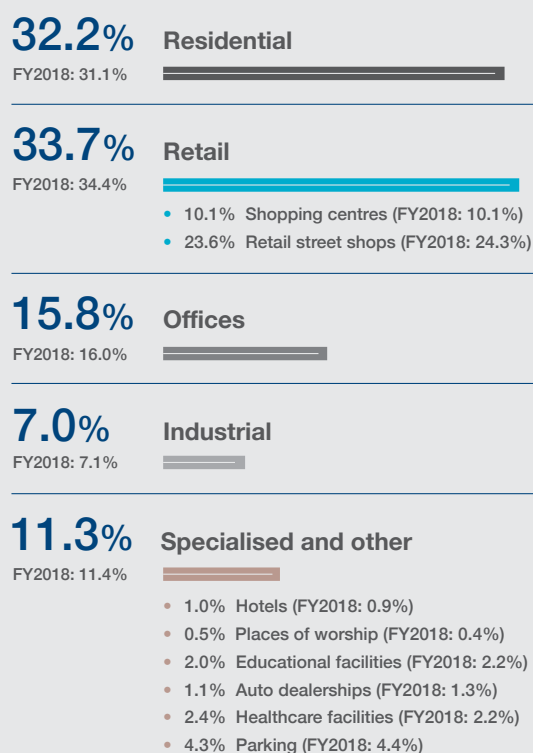 32.2% Residential
FY2018: 31.1%
33.7% Retail
FY2018: 34.4%
• 10.1% Shopping centres (FY2018: 10.1%)
• 23.6% Retail street shops (FY2018: 24.3%)
15.8% Offices
FY2018: 16.0%
7.0% Industrial
FY2018: 7.1%
11.3% Specialised and other
FY2018: 11.4%
• 1.0% Hotels (FY2018: 0.9%)
• 0.5% Places of worship (FY2018: 0.4%)
• 2.0% Educational facilities (FY2018: 2.2%)
• 1.1% Auto dealerships (FY2018: 1.3%)
• 2.4% Healthcare facilities (FY2018: 2.2%)
• 4.3% Parking (FY2018: 4.4%)